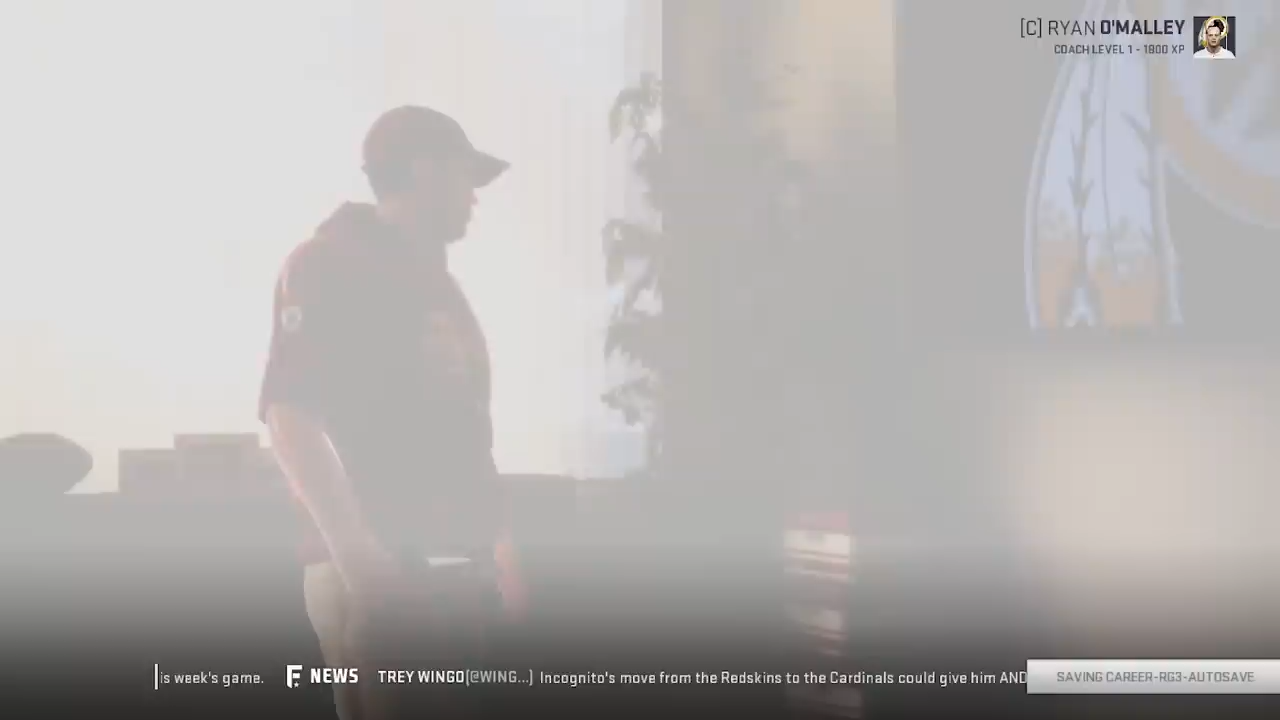 [C] RYAN O'MALLEY
COACH LEVEL 1 - 1800 XP
is week's game. F NEWS TREY WINGO(@WING...) Incognito's move from the Redskins to the Cardinals could give him AND
SAVING CAREER-RG3-AUTOSAVE